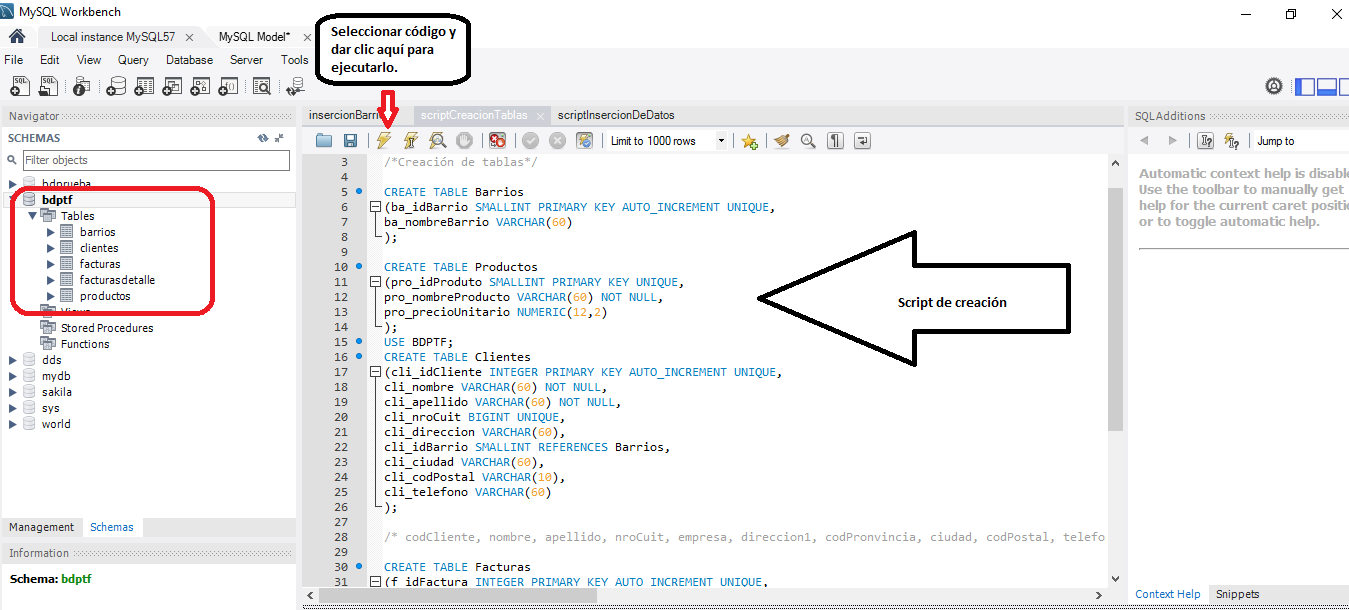 MySQL Workbench
Local instance MySQL57
MySQL Model*
File Edit View Query Database Server Tools
Seleccionar código y
dar clic aquí para
ejecutarlo.
Navigator
SCHEMAS
Filter objects
bdprueba
bdptf
Tables
barrios
clientes
facturas
facturasdetalle
productos
Views
Stored Procedures
Functions
dds
mydb
sakila
sys
world
Management Schemas
Information
Schema: bdptf
scriptCreacionTablas scriptInsercionDeDatos
Limit to 1000 rows
3 /*Creación de tablas*/
4
5 CREATE TABLE Barrios
6 (ba_idBarrio SMALLINT PRIMARY KEY AUTO_INCREMENT UNIQUE,
7 ba_nombreBarrio VARCHAR(60)
8 );
9
10 CREATE TABLE Productos
11 (pro_idProduto SMALLINT PRIMARY KEY UNIQUE,
12 pro_nombreProducto VARCHAR(60) NOT NULL,
13 pro_precioUnitario NUMERIC(12,2)
14 );
15 USE BDPTF;
16 CREATE TABLE Clientes
17 (cli_idCliente INTEGER PRIMARY KEY AUTO_INCREMENT UNIQUE,
18 cli_nombre VARCHAR(60) NOT NULL,
19 cli_apellido VARCHAR(60) NOT NULL,
20 cli_nroCuit BIGINT UNIQUE,
21 cli_direccion VARCHAR(60),
22 cli_idBarrio SMALLINT REFERENCES Barrios,
23 cli_ciudad VARCHAR(60),
24 cli_codPostal VARCHAR(10),
25 cli_telefono VARCHAR(60)
26 );
27
28 /* codCliente, nombre, apellido, nroCuit, empresa, direccion1, codPronvincia, ciudad, codPostal, telefo
29
30 CREATE TABLE Facturas
31 (f_idFactura INTEGER PRIMARY KEY AUTO_INCREMENT UNIQUE,
Script de creación
SQLAdditions
Jump to
Automatic context help is disable
Use the toolbar to manually get
help for the current caret positio
or to toggle automatic help.
Context Help Snippets